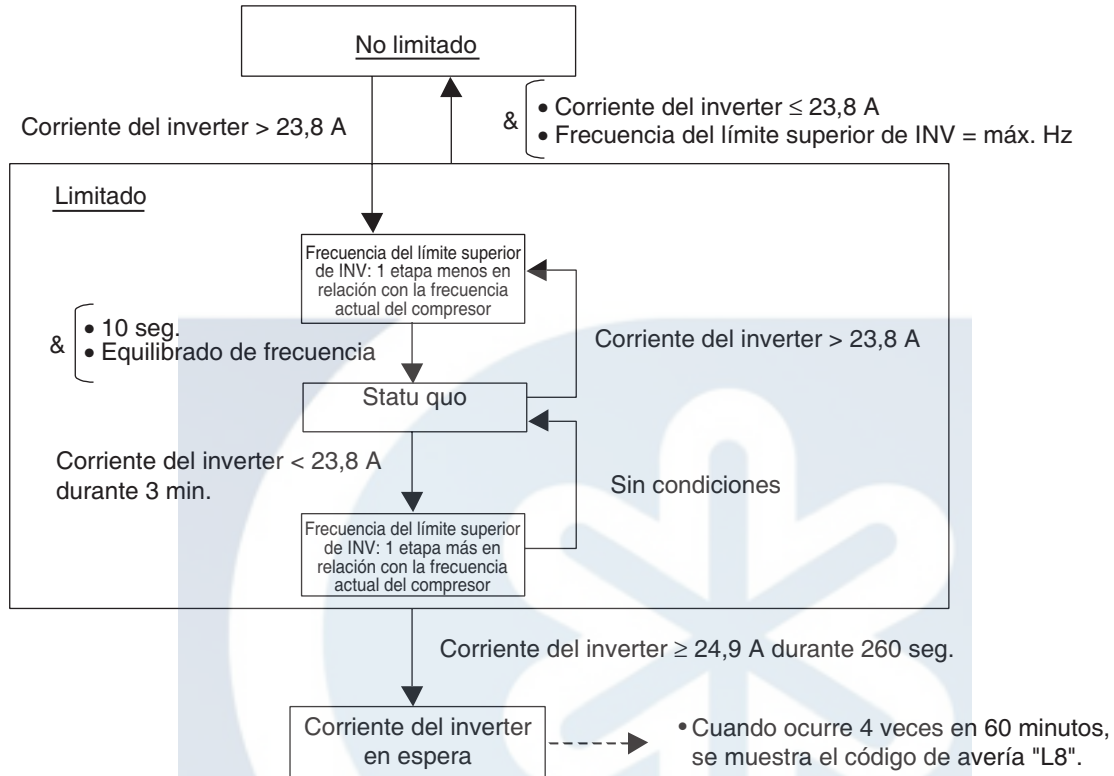 No limitado
Corriente del inverter > 23,8 A
&
• Corriente del inverter ≤ 23,8 A
• Frecuencia del límite superior de INV = máx. Hz
Limitado
Frecuencia del límite superior
de INV: 1 etapa menos en
relación con la frecuencia
actual del compresor
&
• 10 seg.
• Equilibrado de frecuencia
Corriente del inverter > 23,8 A
Statu quo
Corriente del inverter < 23,8 A
durante 3 min.
Sin condiciones
Frecuencia del límite superior
de INV: 1 etapa más en
relación con la frecuencia
actual del compresor
Corriente del inverter ≥ 24,9 A durante 260 seg.
Corriente del inverter
en espera
• Cuando ocurre 4 veces en 60 minutos,
se muestra el código de avería "L8".